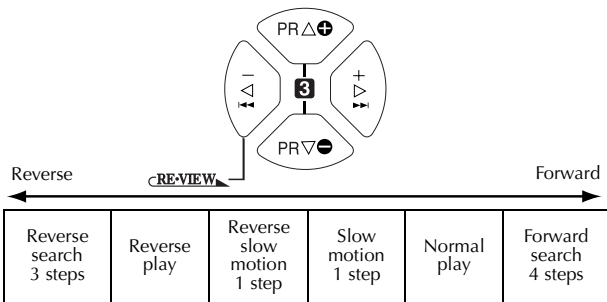 PR△+
−
+
◁
3
▷
⏮
⏭
PR▽−
Reverse
RE•VIEW
Forward
Reverse
search
3 steps
Reverse
play
Reverse
slow
motion
1 step
Slow
motion
1 step
Normal
play
Forward
search
4 steps